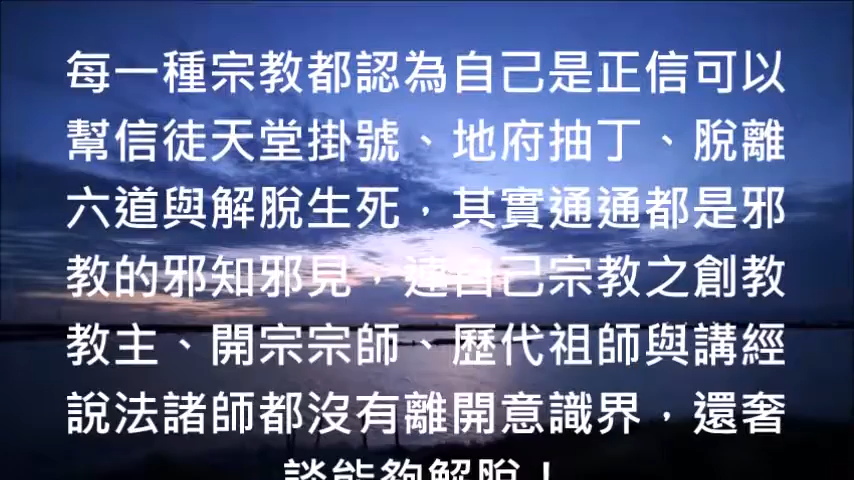 每一種宗教都認為自己是正信可以
幫信徒天堂掛號、地府抽丁、脫離
六道與解脫生死，其實通通都是邪
教的邪知邪見，連自己宗教之創教
教主、開宗宗師、歷代祖師與講經
說法諸師都沒有離開意識界，還奢
談能夠解脫！